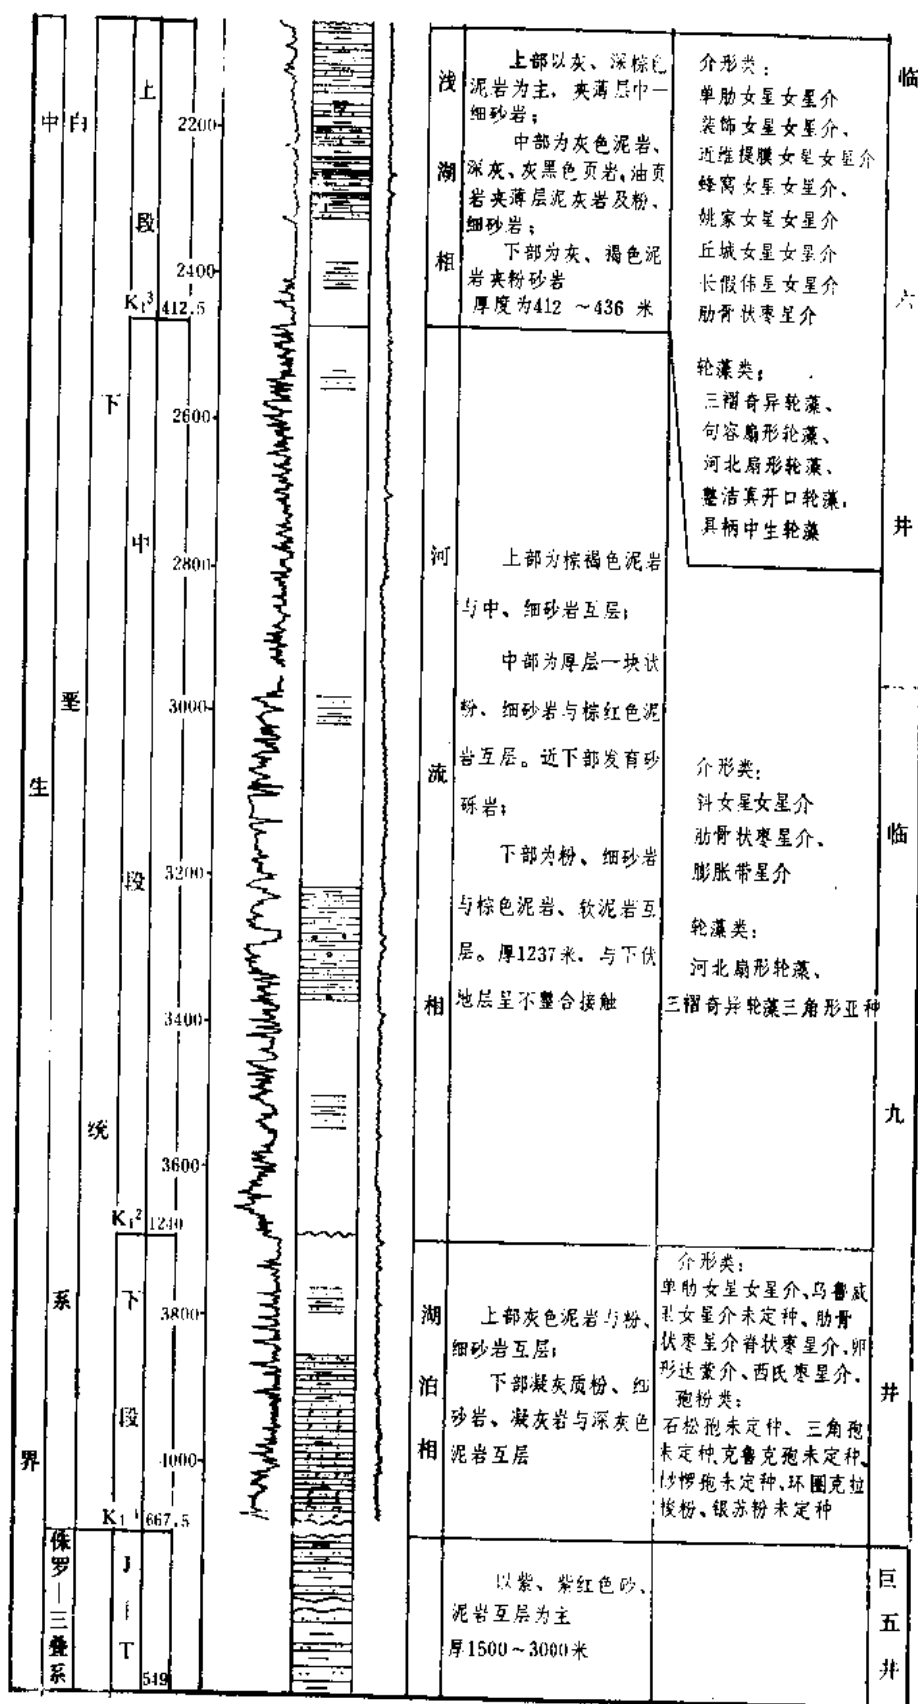 中生界
白垩系
下统
上段
K₁³
412.5
中段
K₁²
1240
下段
K₁¹
667.5
侏罗—三叠系
J
T
549
2200
2400
2600
2800
3000
3200
3400
3600
3800
4000
浅湖相
上部以灰、深棕色
泥岩为主，夹薄层中—
细砂岩；
中部为灰色泥岩、
深灰、灰黑色页岩，油页
岩夹薄层泥灰岩及粉、
细砂岩；
下部为灰、褐色泥
岩夹粉砂岩
厚度为412～436 米
介形类：
单肋女星女星介
装饰女星女星介、
近维提膜女星女星介
蜂窝女星女星介、
姚家女星女星介
丘城女星女星介
长假伟星女星介
肋骨状枣星介
轮藻类：
三褶奇异轮藻、
句容扇形轮藻、
河北扇形轮藻、
整洁真开口轮藻，
具柄中生轮藻
临六井
河流相
上部为棕褐色泥岩
与中、细砂岩互层；
中部为厚层—块状
粉、细砂岩与棕红色泥
岩互层。近下部发育砂
砾岩；
下部为粉、细砂岩
与棕色泥岩、软泥岩互
层。厚1237米，与下伏
地层呈不整合接触
介形类：
斜女星女星介
肋骨状枣星介、
膨胀带星介
轮藻类：
河北扇形轮藻、
三褶奇异轮藻三角形亚种
临九井
湖泊相
上部灰色泥岩与粉、
细砂岩互层；
下部凝灰质粉、细
砂岩、凝灰岩与深灰色
泥岩互层
介形类：
单肋女星女星介、乌鲁威
里女星介未定种、肋骨
状枣星介脊状枣星介、卵
形达蒙介、西氏枣星介、
孢粉类：
石松孢未定种、三角孢
未定种克鲁克孢未定种、
桫椤孢未定种、环圈克拉
梭粉、银苏粉未定种
以紫、紫红色砂、
泥岩互层为主
厚1500～3000米
巨五井